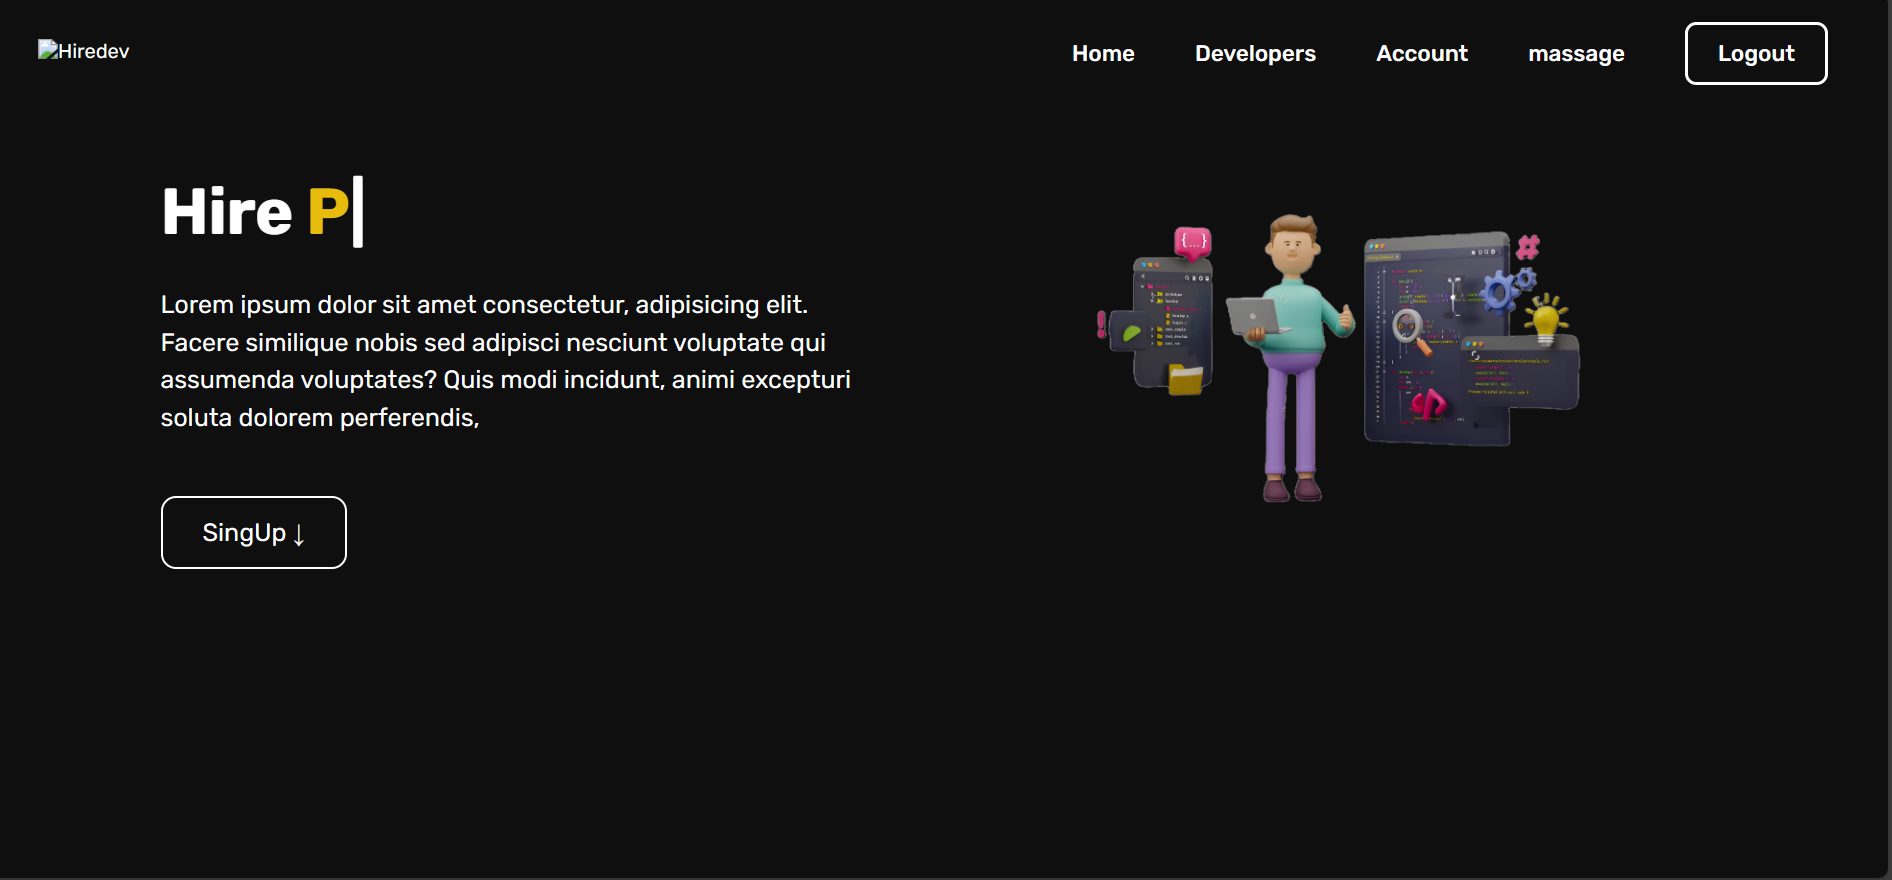 Hiredev
Home Developers Account massage Logout
Hire P
Lorem ipsum dolor sit amet consectetur, adipisicing elit.
Facere similique nobis sed adipisci nesciunt voluptate qui
assumenda voluptates? Quis modi incidunt, animi excepturi
soluta dolorem perferendis,
SingUp ↓
{...}